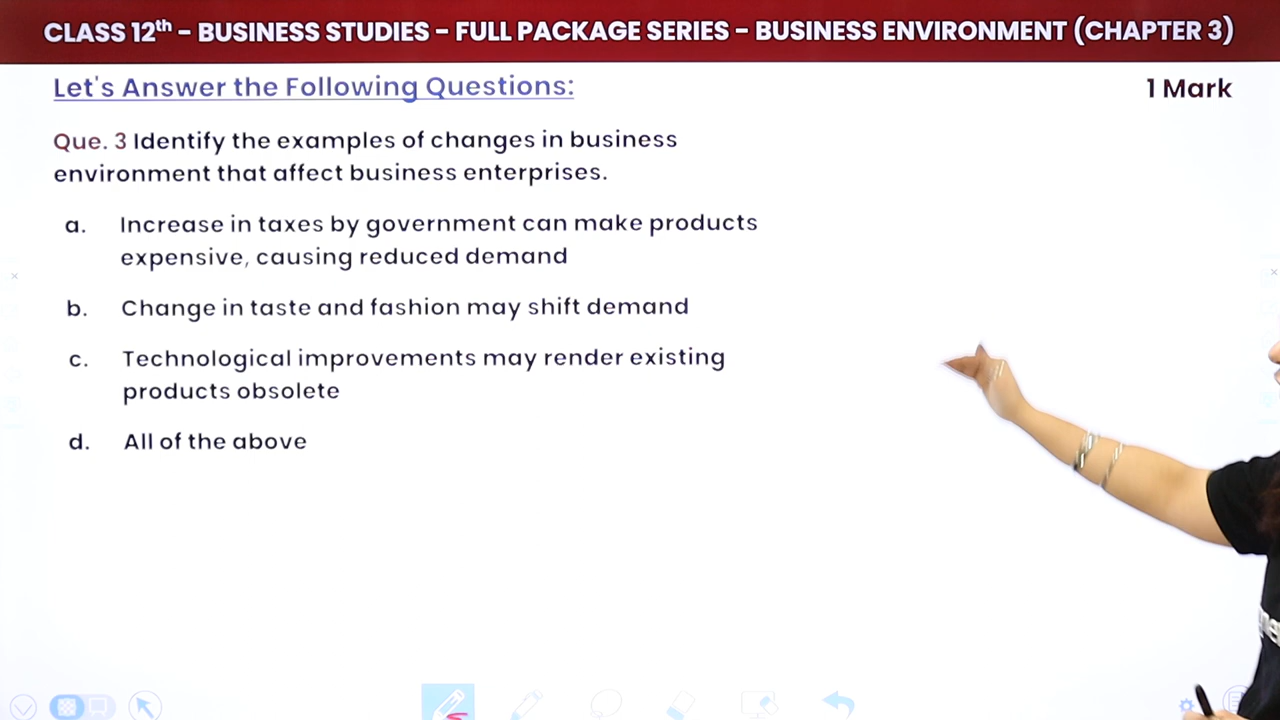 CLASS 12th – BUSINESS STUDIES – FULL PACKAGE SERIES – BUSINESS ENVIRONMENT (CHAPTER 3)
Let's Answer the Following Questions:
1 Mark
Que. 3 Identify the examples of changes in business
environment that affect business enterprises.
a. Increase in taxes by government can make products
expensive, causing reduced demand
b. Change in taste and fashion may shift demand
c. Technological improvements may render existing
products obsolete
d. All of the above